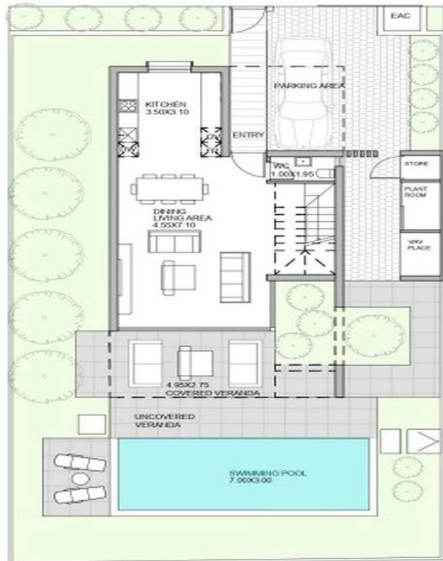 EAC
PARKING AREA
KITCHEN
3.50X3.10
ENTRY
WC
1.00X1.95
STORE
PLANT
ROOM
DINING
LIVING AREA
4.55X7.10
VRV
PLACE
4.95X2.75
COVERED VERANDA
UNCOVERED
VERANDA
SWIMMING POOL
7.00X3.00